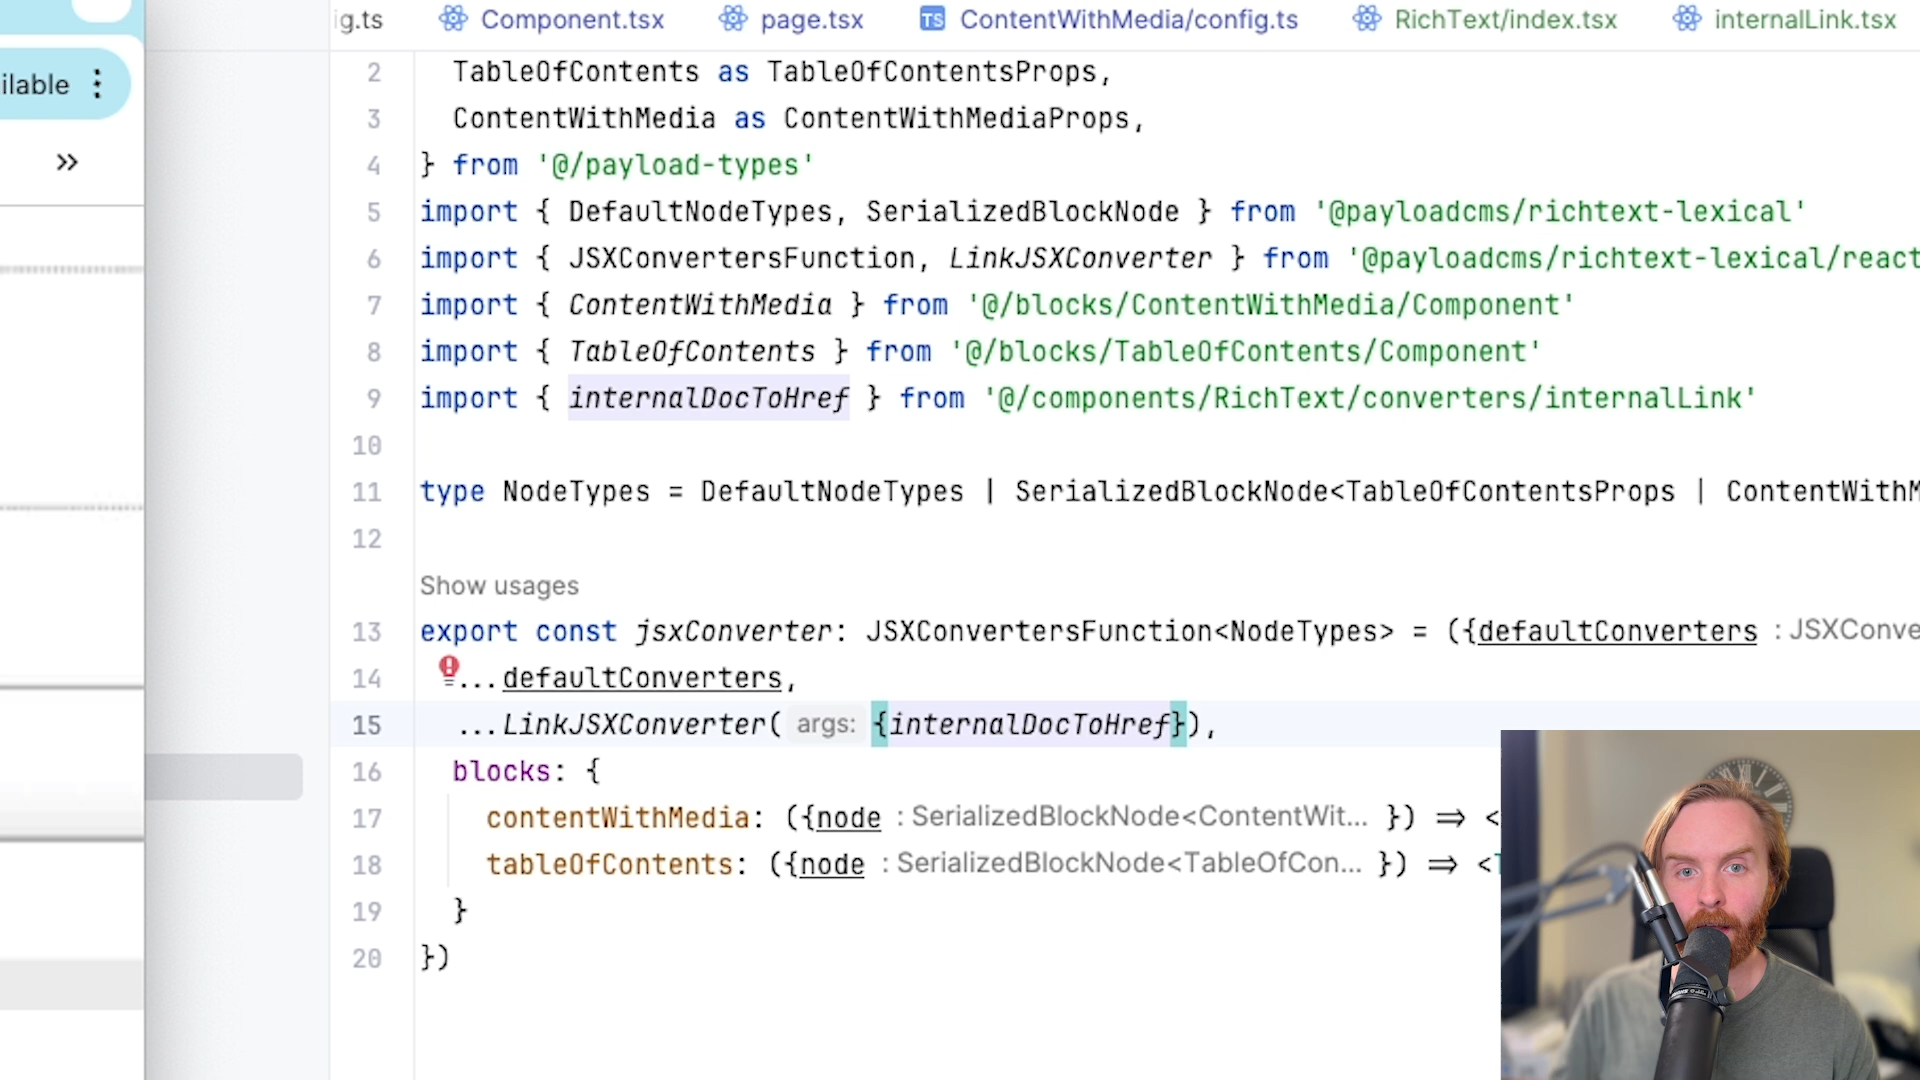 ig.ts Component.tsx page.tsx TS ContentWithMedia/config.ts RichText/index.tsx internalLink.tsx
ilable
2 TableOfContents as TableOfContentsProps,
3 ContentWithMedia as ContentWithMediaProps,
4 } from '@/payload-types'
5 import { DefaultNodeTypes, SerializedBlockNode } from '@payloadcms/richtext-lexical'
6 import { JSXConvertersFunction, LinkJSXConverter } from '@payloadcms/richtext-lexical/react
7 import { ContentWithMedia } from '@/blocks/ContentWithMedia/Component'
8 import { TableOfContents } from '@/blocks/TableOfContents/Component'
9 import { internalDocToHref } from '@/components/RichText/converters/internalLink'
10
11 type NodeTypes = DefaultNodeTypes | SerializedBlockNode<TableOfContentsProps | ContentWithM
12
Show usages
13 export const jsxConverter: JSXConvertersFunction<NodeTypes> = ({defaultConverters : JSXConve
14 ...defaultConverters,
15 ...LinkJSXConverter( args: {internalDocToHref}),
16 blocks: {
17 contentWithMedia: ({node : SerializedBlockNode<ContentWit... }) => <
18 tableOfContents: ({node : SerializedBlockNode<TableOfCon... }) => <T
19 }
20 })